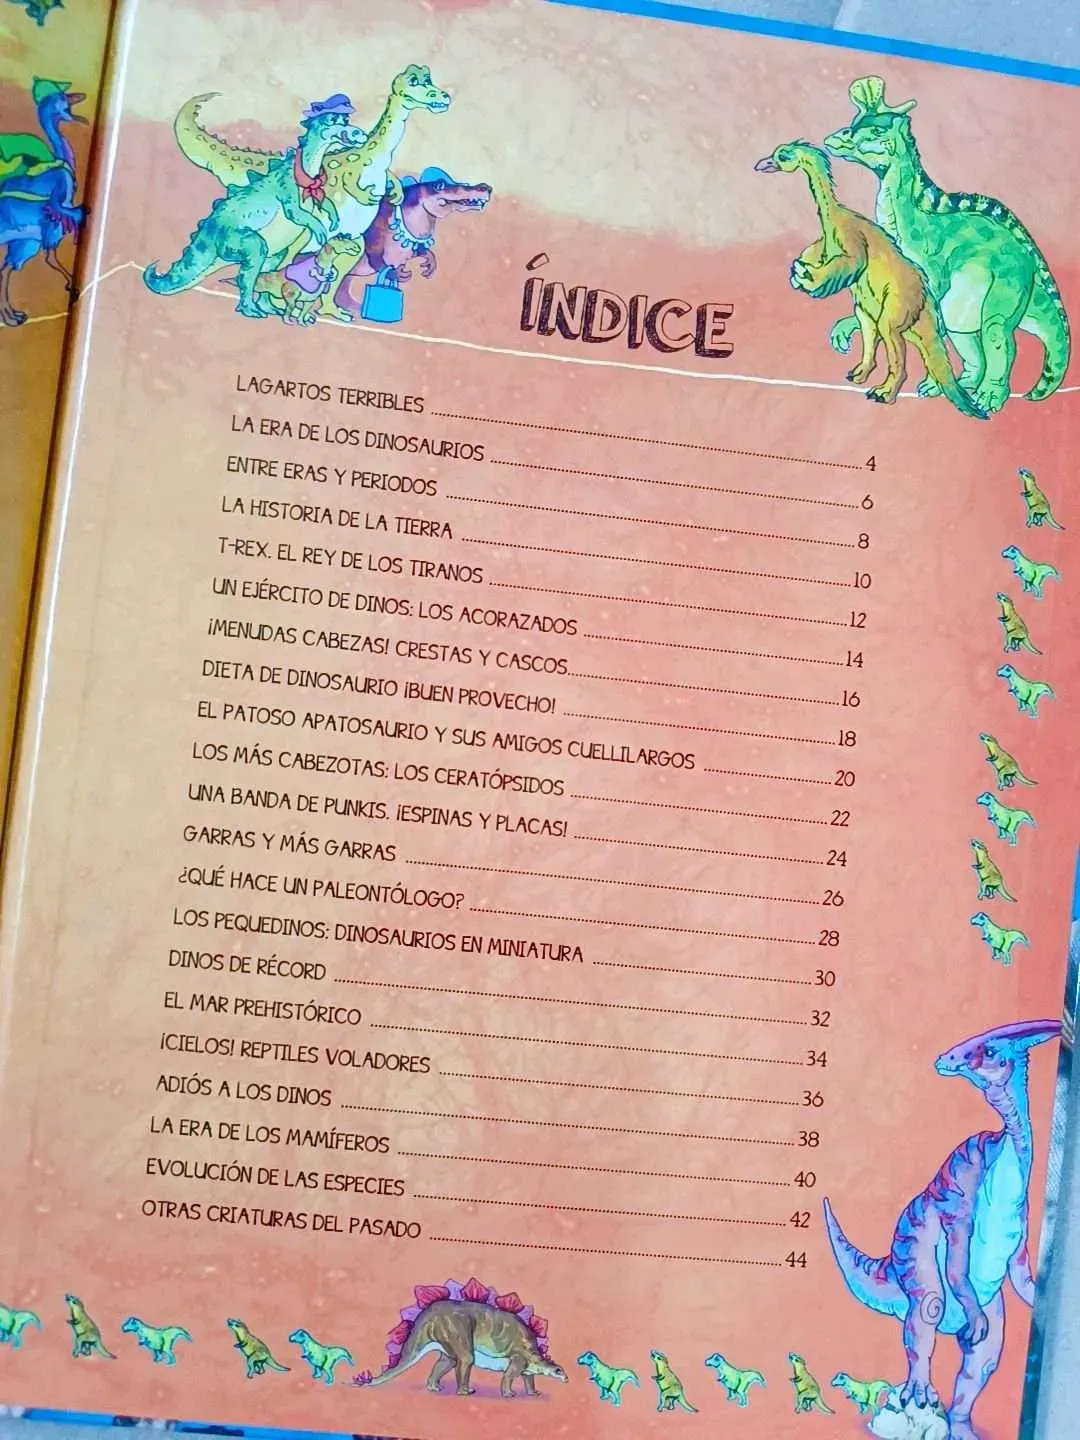 ÍNDICE
LAGARTOS TERRIBLES 4
LA ERA DE LOS DINOSAURIOS 6
ENTRE ERAS Y PERIODOS 8
LA HISTORIA DE LA TIERRA 10
T-REX. EL REY DE LOS TIRANOS 12
UN EJÉRCITO DE DINOS: LOS ACORAZADOS 14
¡MENUDAS CABEZAS! CRESTAS Y CASCOS 16
DIETA DE DINOSAURIO ¡BUEN PROVECHO! 18
EL PATOSO APATOSAURIO Y SUS AMIGOS CUELLILARGOS 20
LOS MÁS CABEZOTAS: LOS CERATÓPSIDOS 22
UNA BANDA DE PUNKIS. ¡ESPINAS Y PLACAS! 24
GARRAS Y MÁS GARRAS 26
¿QUÉ HACE UN PALEONTÓLOGO? 28
LOS PEQUEDINOS: DINOSAURIOS EN MINIATURA 30
DINOS DE RÉCORD 32
EL MAR PREHISTÓRICO 34
¡CIELOS! REPTILES VOLADORES 36
ADIÓS A LOS DINOS 38
LA ERA DE LOS MAMÍFEROS 40
EVOLUCIÓN DE LAS ESPECIES 42
OTRAS CRIATURAS DEL PASADO 44